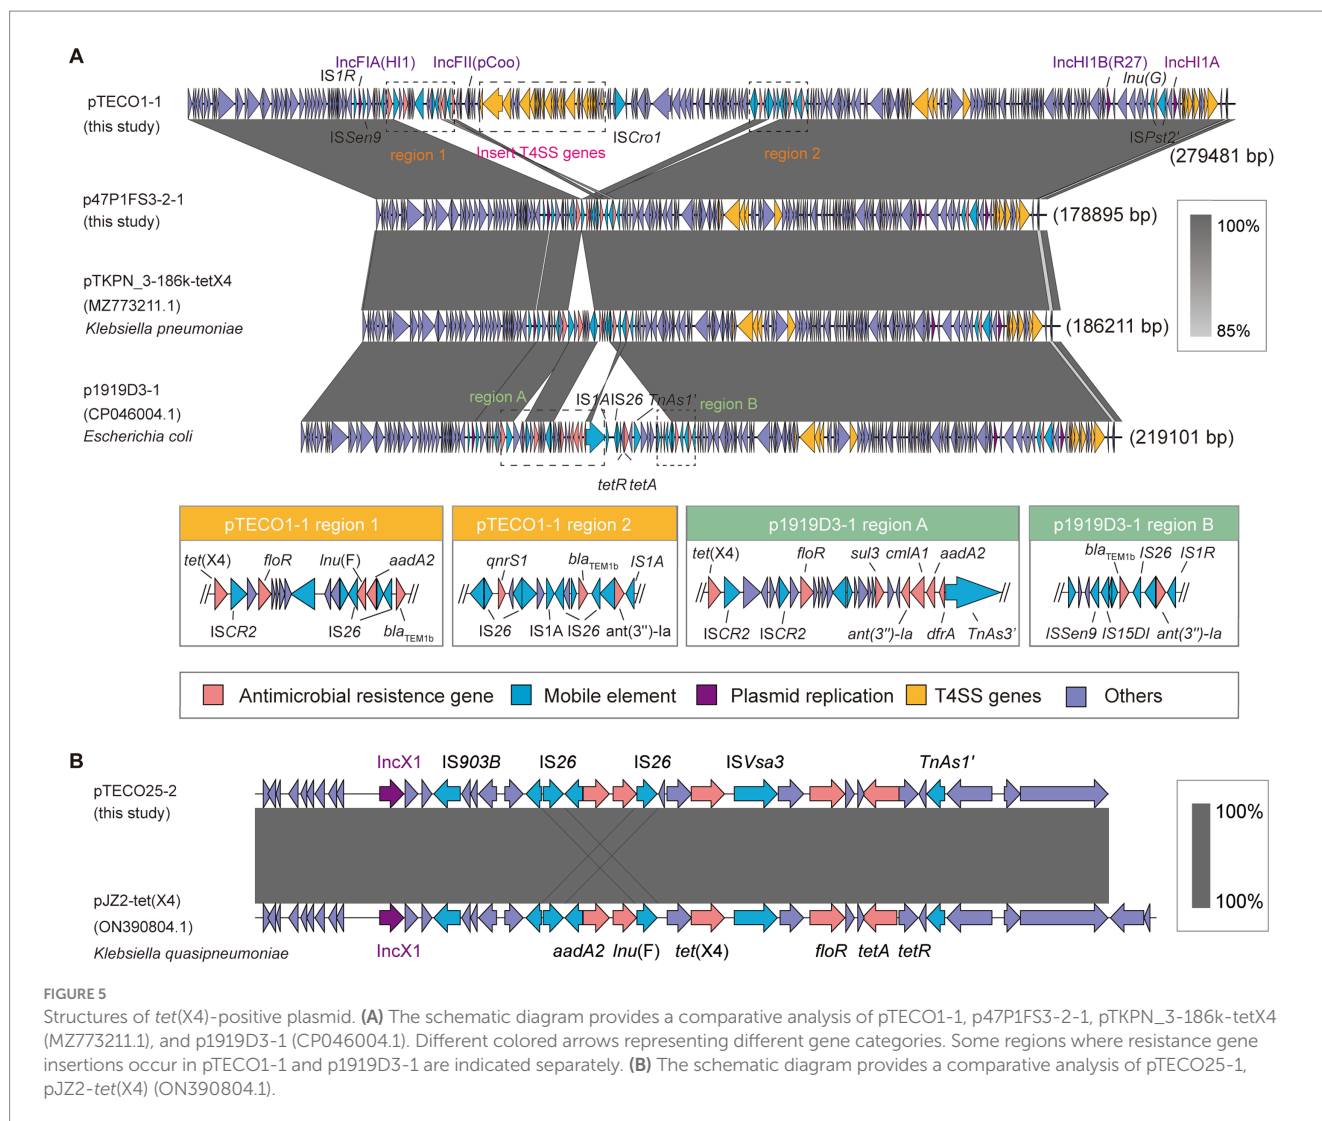 A
IncFIA(HI1)
IncFII(pCoo)
IncHI1B(R27)
IncHI1A
IS1R
lnu(G)
pTECO1-1
(this study)
ISSen9
ISCro1
ISPst2'
region 1
Insert T4SS genes
region 2
(279481 bp)
p47P1FS3-2-1
(this study)
(178895 bp)
100%
85%
pTKPN_3-186k-tetX4
(MZ773211.1)
Klebsiella pneumoniae
(186211 bp)
p1919D3-1
(CP046004.1)
Escherichia coli
region A
IS1A
IS26
TnAs1'
region B
(219101 bp)
tetR tetA
pTECO1-1 region 1
tet(X4)
floR
lnu(F)
aadA2
ISCR2
IS26
blaTEM1b
pTECO1-1 region 2
qnrS1
blaTEM1b
IS1A
IS26
IS1A
IS26
ant(3'')-Ia
p1919D3-1 region A
tet(X4)
floR
sul3
cmlA1
aadA2
ISCR2
ISCR2
ant(3'')-Ia
dfrA
TnAs3'
p1919D3-1 region B
blaTEM1b
IS26
IS1R
ISSen9
IS15DI
ant(3'')-Ia
Antimicrobial resistence gene
Mobile element
Plasmid replication
T4SS genes
Others
B
IncX1
IS903B
IS26
IS26
ISVsa3
TnAs1'
pTECO25-2
(this study)
100%
100%
pJZ2-tet(X4)
(ON390804.1)
Klebsiella quasipneumoniae
IncX1
aadA2
lnu(F)
tet(X4)
floR
tetA
tetR
FIGURE 5
Structures of tet(X4)-positive plasmid. (A) The schematic diagram provides a comparative analysis of pTECO1-1, p47P1FS3-2-1, pTKPN_3-186k-tetX4
(MZ773211.1), and p1919D3-1 (CP046004.1). Different colored arrows representing different gene categories. Some regions where resistance gene
insertions occur in pTECO1-1 and p1919D3-1 are indicated separately. (B) The schematic diagram provides a comparative analysis of pTECO25-1,
pJZ2-tet(X4) (ON390804.1).